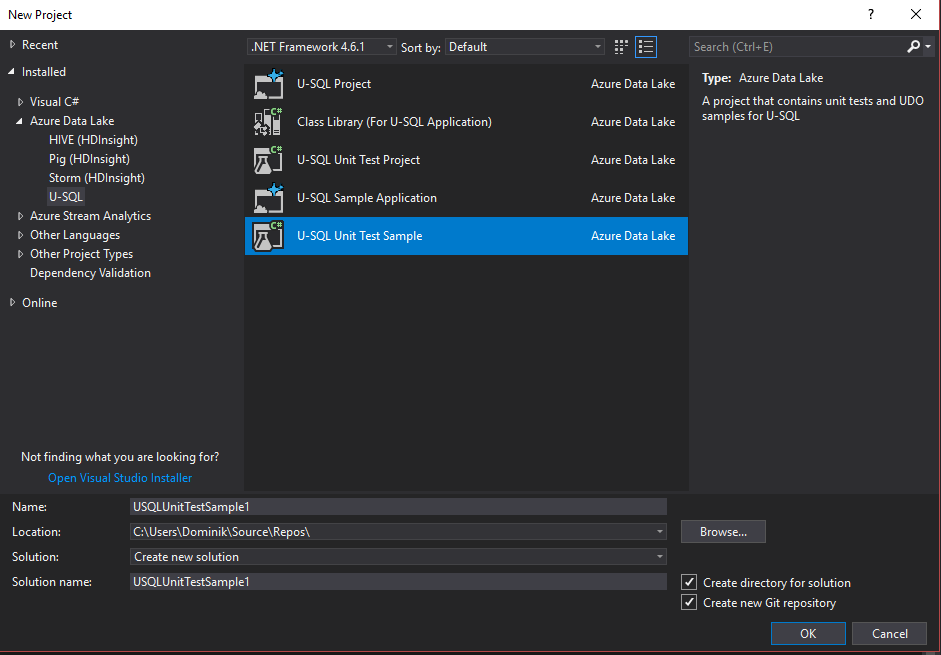 New Project
?
Recent
.NET Framework 4.6.1
Sort by:
Default
Search (Ctrl+E)
Installed
Visual C#
Azure Data Lake
HIVE (HDInsight)
Pig (HDInsight)
Storm (HDInsight)
U-SQL
Azure Stream Analytics
Other Languages
Other Project Types
Dependency Validation
Online
U-SQL Project Azure Data Lake
C# Class Library (For U-SQL Application) Azure Data Lake
C# U-SQL Unit Test Project Azure Data Lake
U-SQL Sample Application Azure Data Lake
C# U-SQL Unit Test Sample Azure Data Lake
Type: Azure Data Lake
A project that contains unit tests and UDO
samples for U-SQL
Not finding what you are looking for?
Open Visual Studio Installer
Name: USQLUnitTestSample1
Location: C:\Users\Dominik\Source\Repos\ Browse...
Solution: Create new solution
Solution name: USQLUnitTestSample1
Create directory for solution
Create new Git repository
OK Cancel